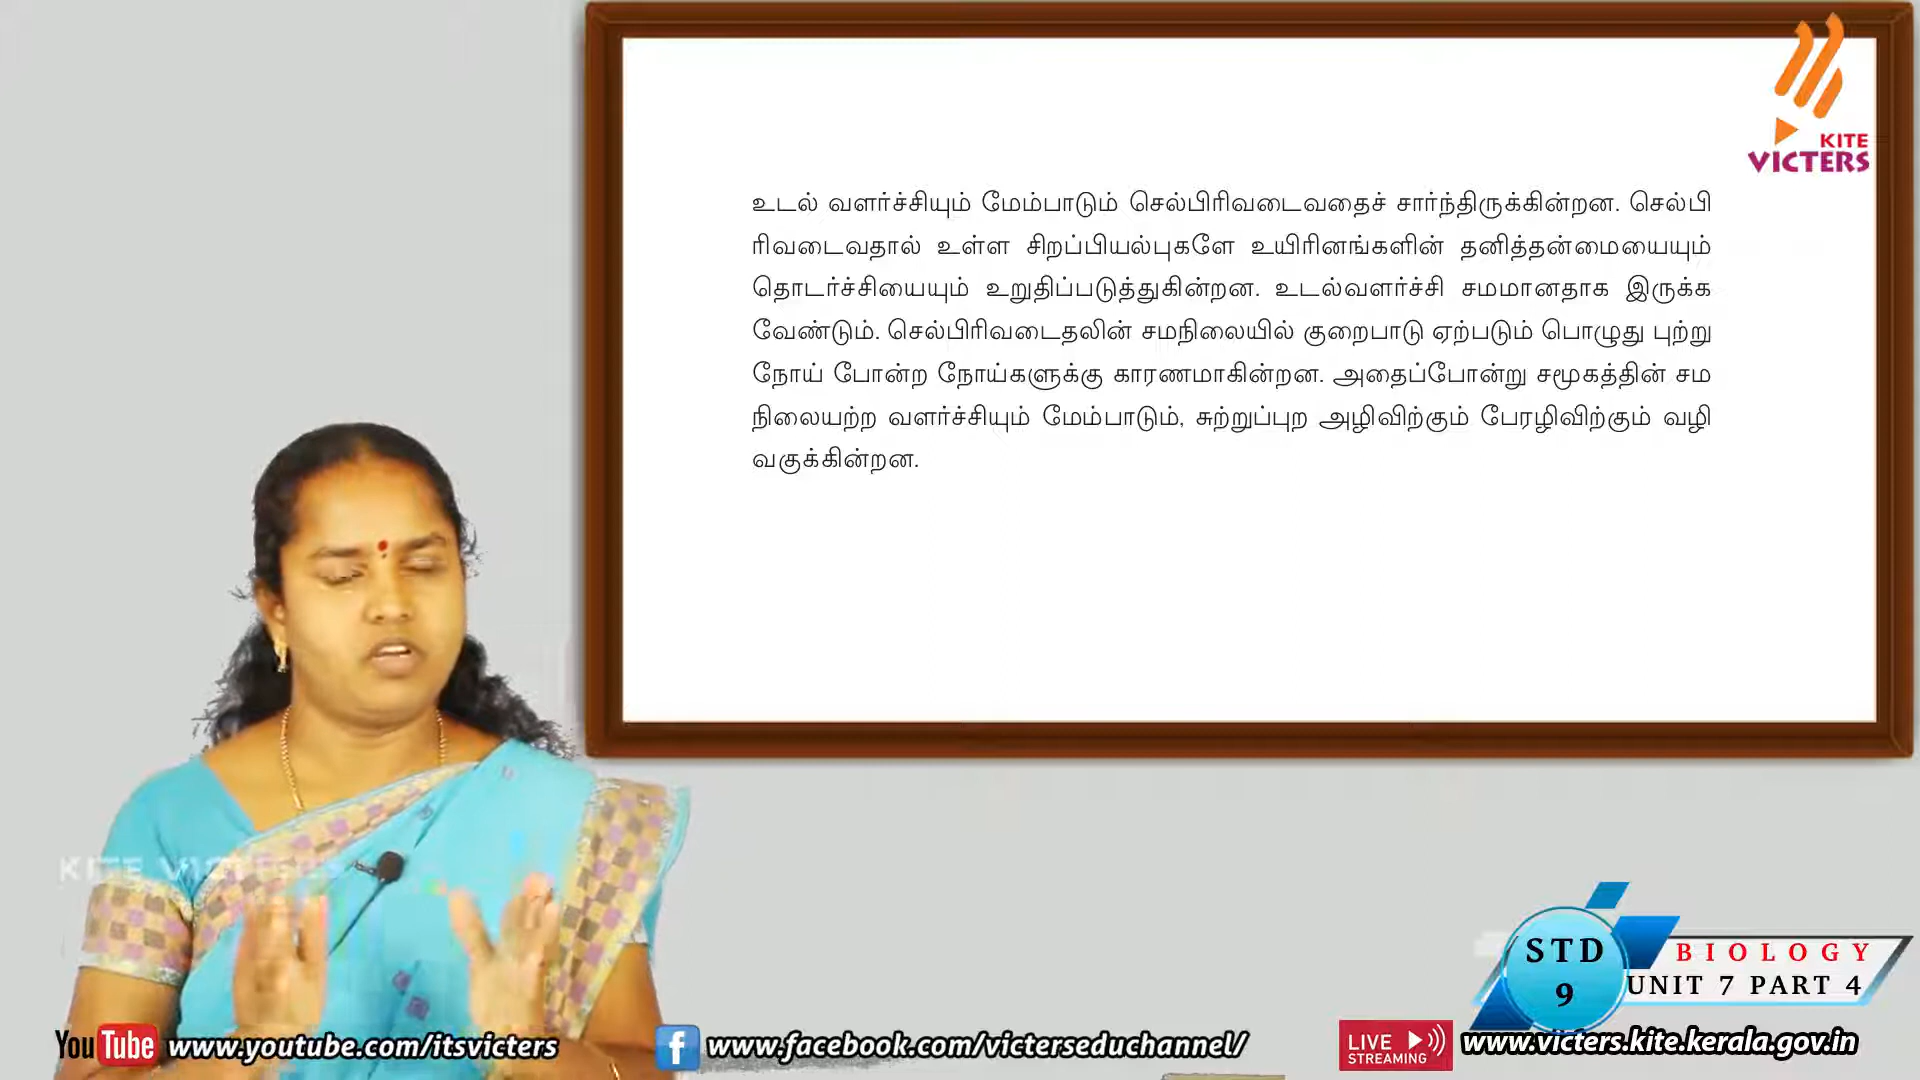 KITE
VICTERS
உடல் வளர்ச்சியும் மேம்பாடும் செல்பிரிவடைவதைச் சார்ந்திருக்கின்றன. செல்பி
ரிவடைவதால் உள்ள சிறப்பியல்புகளே உயிரினங்களின் தனித்தன்மையையும்
தொடர்ச்சியையும் உறுதிப்படுத்துகின்றன. உடல்வளர்ச்சி சமமானதாக இருக்க
வேண்டும். செல்பிரிவடைதலின் சமநிலையில் குறைபாடு ஏற்படும் பொழுது புற்று
நோய் போன்ற நோய்களுக்கு காரணமாகின்றன. அதைப்போன்று சமூகத்தின் சம
நிலையற்ற வளர்ச்சியும் மேம்பாடும், சுற்றுப்புற அழிவிற்கும் பேரழிவிற்கும் வழி
வகுக்கின்றன.
KITE VICTERS
STD
9
BIOLOGY
UNIT 7 PART 4
YouTube www.youtube.com/itsvicters
f www.facebook.com/victerseduchannel/
LIVE
STREAMING
www.victers.kite.kerala.gov.in